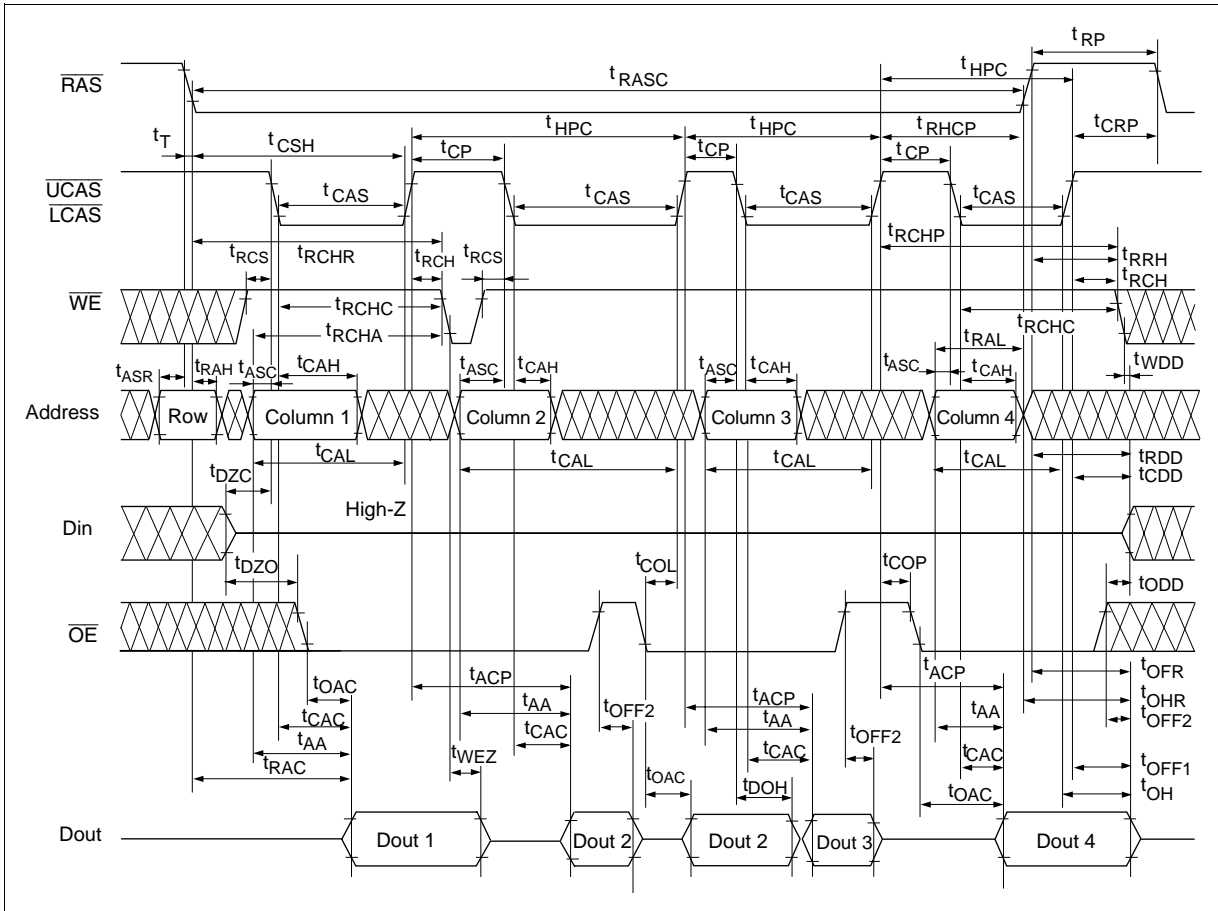 tRP
tHPC
RAS
tRASC
tT
tCSH
tHPC
tHPC
tRHCP
tCRP
tCP
tCP
tCP
UCAS
LCAS
tCAS
tCAS
tCAS
tCAS
tRCHR
tRCHP
tRCS
tRCH
tRCS
tRRH
tRCH
WE
tRCHC
tRCHC
tRCHA
tRAL
tWDD
tASR
tRAH
tASC
tCAH
tASC
tCAH
tASC
tCAH
tASC
tCAH
Address
Row
Column 1
Column 2
Column 3
Column 4
tCAL
tCAL
tCAL
tCAL
tRDD
tCDD
tDZC
High-Z
Din
tDZO
tCOL
tCOP
tODD
OE
tOAC
tACP
tACP
tACP
tOFR
tOHR
tCAC
tAA
tOFF2
tAA
tOFF2
tAA
tOFF2
tAA
tCAC
tCAC
tCAC
tRAC
tWEZ
tOAC
tDOH
tOAC
tOFF1
tOH
Dout
Dout 1
Dout 2
Dout 2
Dout 3
Dout 4